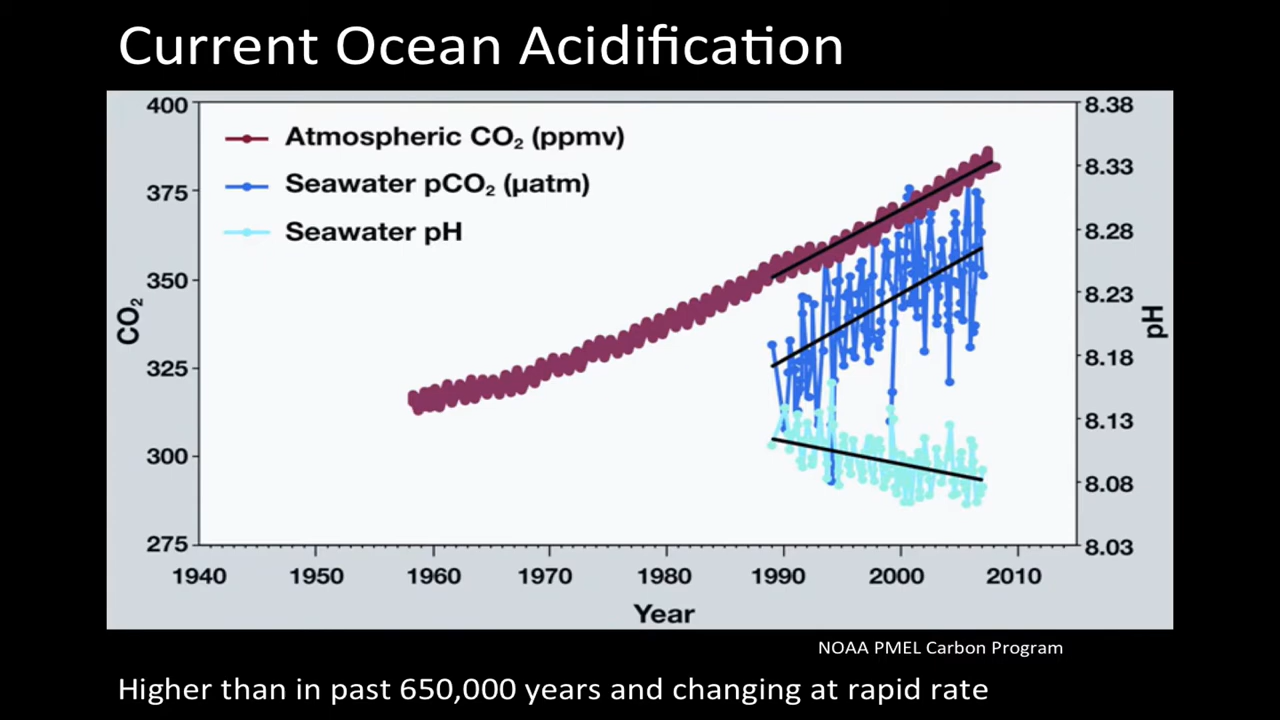 Current Ocean Acidification
400
375
350
325
300
275
CO₂
Atmospheric CO₂ (ppmv)
Seawater pCO₂ (µatm)
Seawater pH
8.38
8.33
8.28
8.23
8.18
8.13
8.08
8.03
pH
1940 1950 1960 1970 1980 1990 2000 2010
Year
NOAA PMEL Carbon Program
Higher than in past 650,000 years and changing at rapid rate